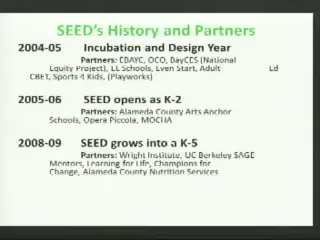 SEED's History and Partners
2004-05 Incubation and Design Year
Partners: EBAYC, OCO, BayCES (National
Equity Project), LL Schools, Even Start, Adult Ed
CBET, Sports 4 Kids, (Playworks)
2005-06 SEED opens as K-2
Partners: Alameda County Arts Anchor
Schools, Opera Piccola, MOCHA
2008-09 SEED grows into a K-5
Partners: Wright Institute, UC Berkeley SAGE
Mentors, Learning for Life, Champions for
Change, Alameda County Nutrition Services